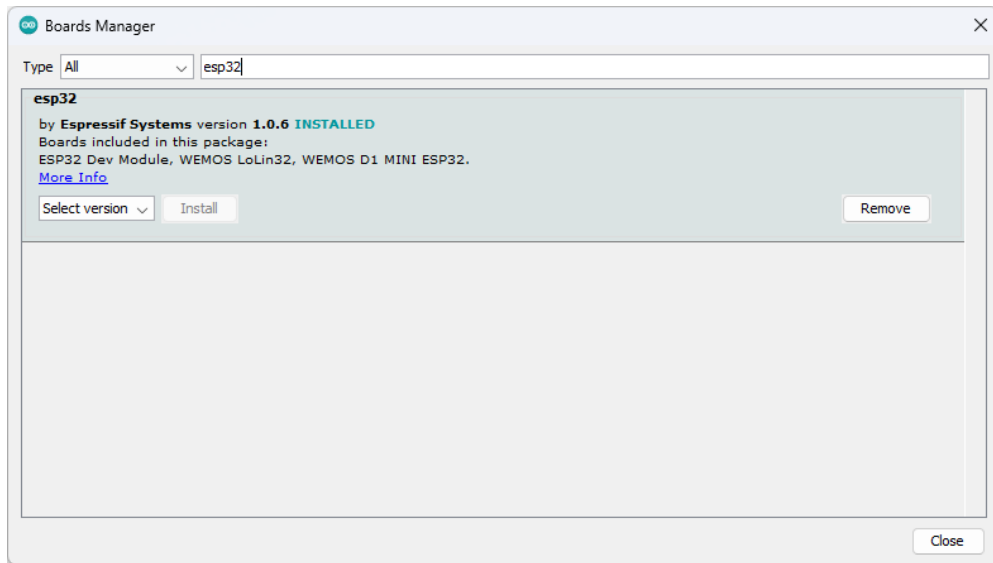 Boards Manager
Type All esp32
esp32
by Espressif Systems version 1.0.6 INSTALLED
Boards included in this package:
ESP32 Dev Module, WEMOS LoLin32, WEMOS D1 MINI ESP32.
More Info
Select version Install Remove
Close